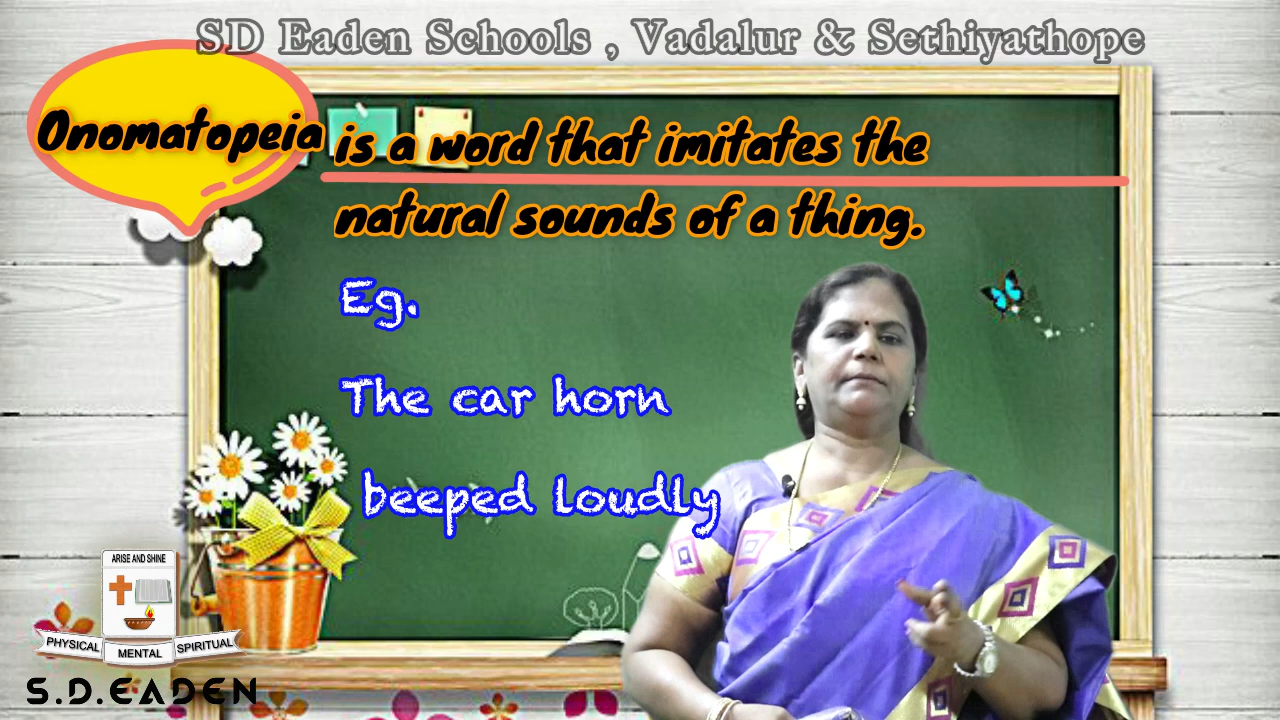 SD Eaden Schools , Vadalur & Sethiyathope
Onomatopeia is a word that imitates the
natural sounds of a thing.
Eg.
The car horn
beeped loudly
ARISE AND SHINE
PHYSICAL MENTAL SPIRITUAL
S.D.EADEN